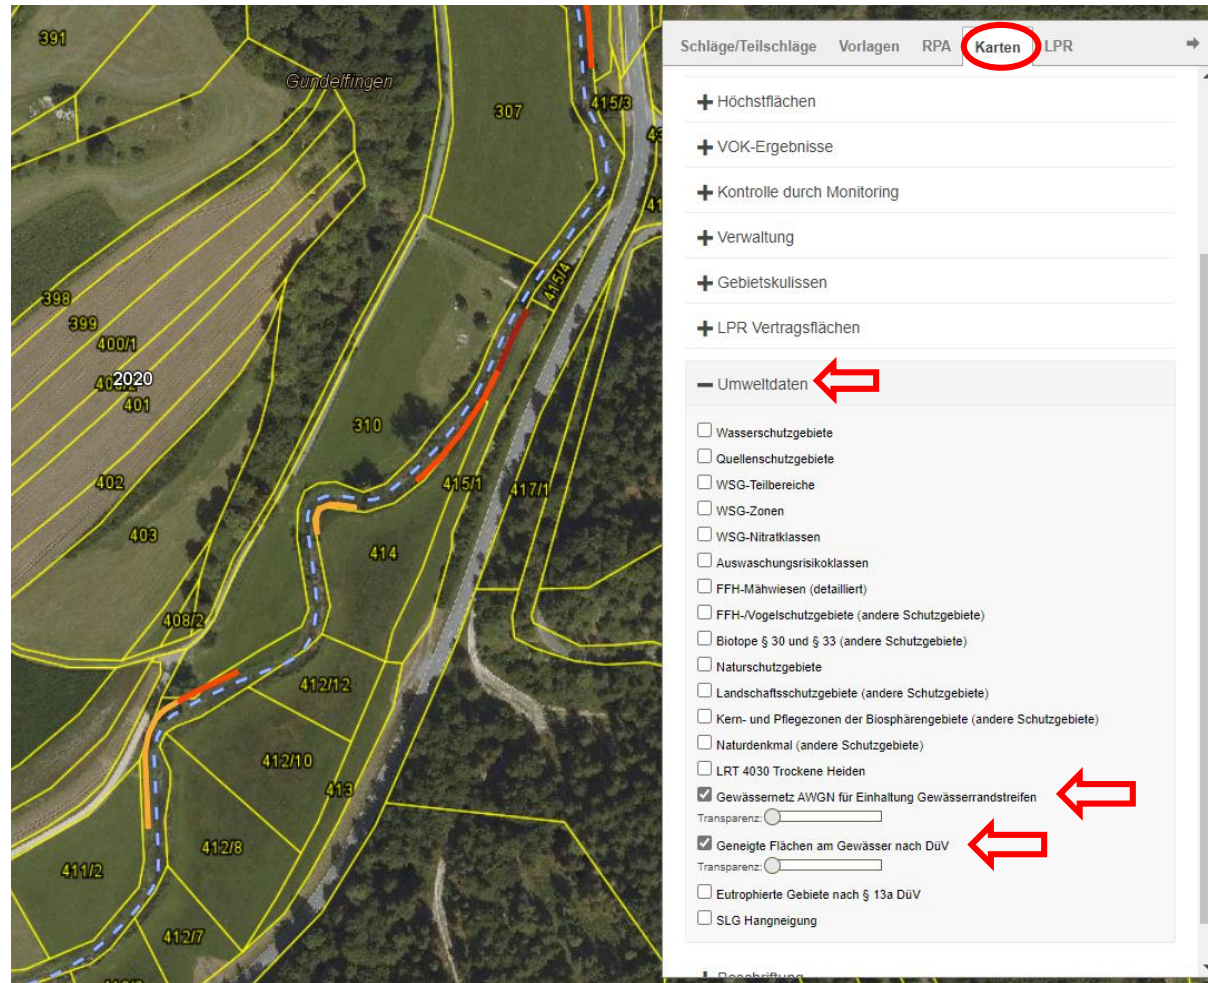 391
Gundelfingen
307
415/3
415/4
398
399
400/1
2020
401
310
402
415/1
417/1
403
414
408/2
412/12
412/10
413
412/8
411/2
412/7
Schläge/Teilschläge Vorlagen RPA Karten LPR
Höchstflächen
VOK-Ergebnisse
Kontrolle durch Monitoring
Verwaltung
Gebietskulissen
LPR Vertragsflächen
Umweltdaten
Wasserschutzgebiete
Quellenschutzgebiete
WSG-Teilbereiche
WSG-Zonen
WSG-Nitratklassen
Auswaschungsrisikoklassen
FFH-Mähwiesen (detailliert)
FFH-/Vogelschutzgebiete (andere Schutzgebiete)
Biotope § 30 und § 33 (andere Schutzgebiete)
Naturschutzgebiete
Landschaftsschutzgebiete (andere Schutzgebiete)
Kern- und Pflegezonen der Biosphärengebiete (andere Schutzgebiete)
Naturdenkmal (andere Schutzgebiete)
LRT 4030 Trockene Heiden
Gewässernetz AWGN für Einhaltung Gewässerrandstreifen
Transparenz:
Geneigte Flächen am Gewässer nach DüV
Transparenz:
Eutrophierte Gebiete nach § 13a DüV
SLG Hangneigung
Beschriftung